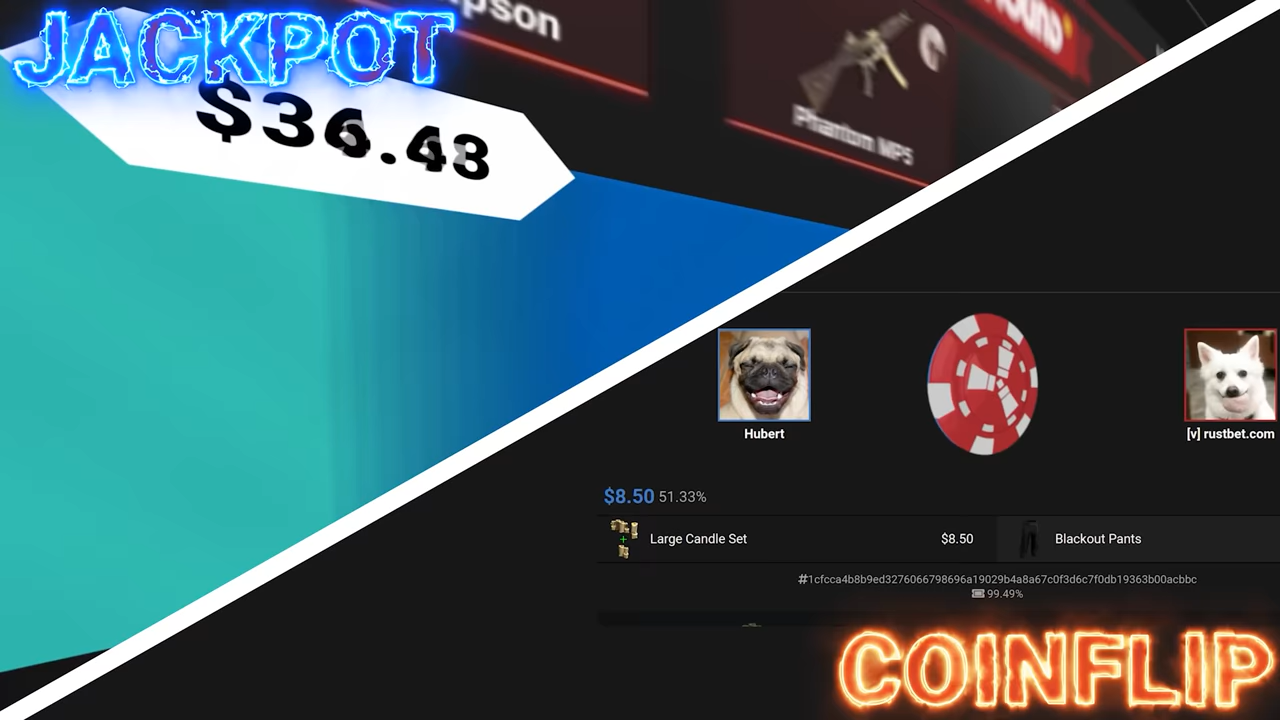 JACKPOT
pson
$36.43
Phantom MP5
Hubert
[v] rustbet.com
$8.50 51.33%
Large Candle Set $8.50 Blackout Pants
#1cfcca4b8b9ed3276066798696a19029b4a8a67c0f3d6c7f0db19363b00acbbc
99.49%
COINFLIP